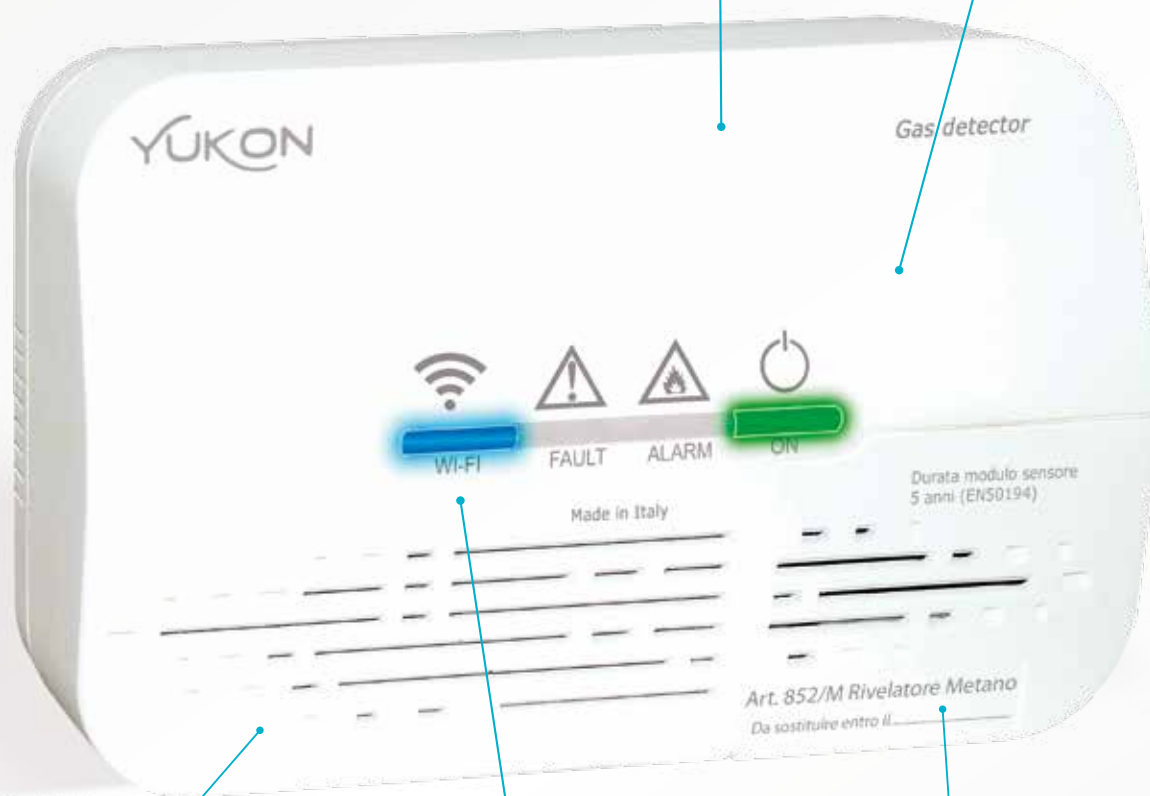 YUKON
Gas detector
WI-FI
FAULT
ALARM
ON
Durata modulo sensore
5 anni (EN50194)
Made in Italy
Art. 852/M Rivelatore Metano
Da sostituire entro il